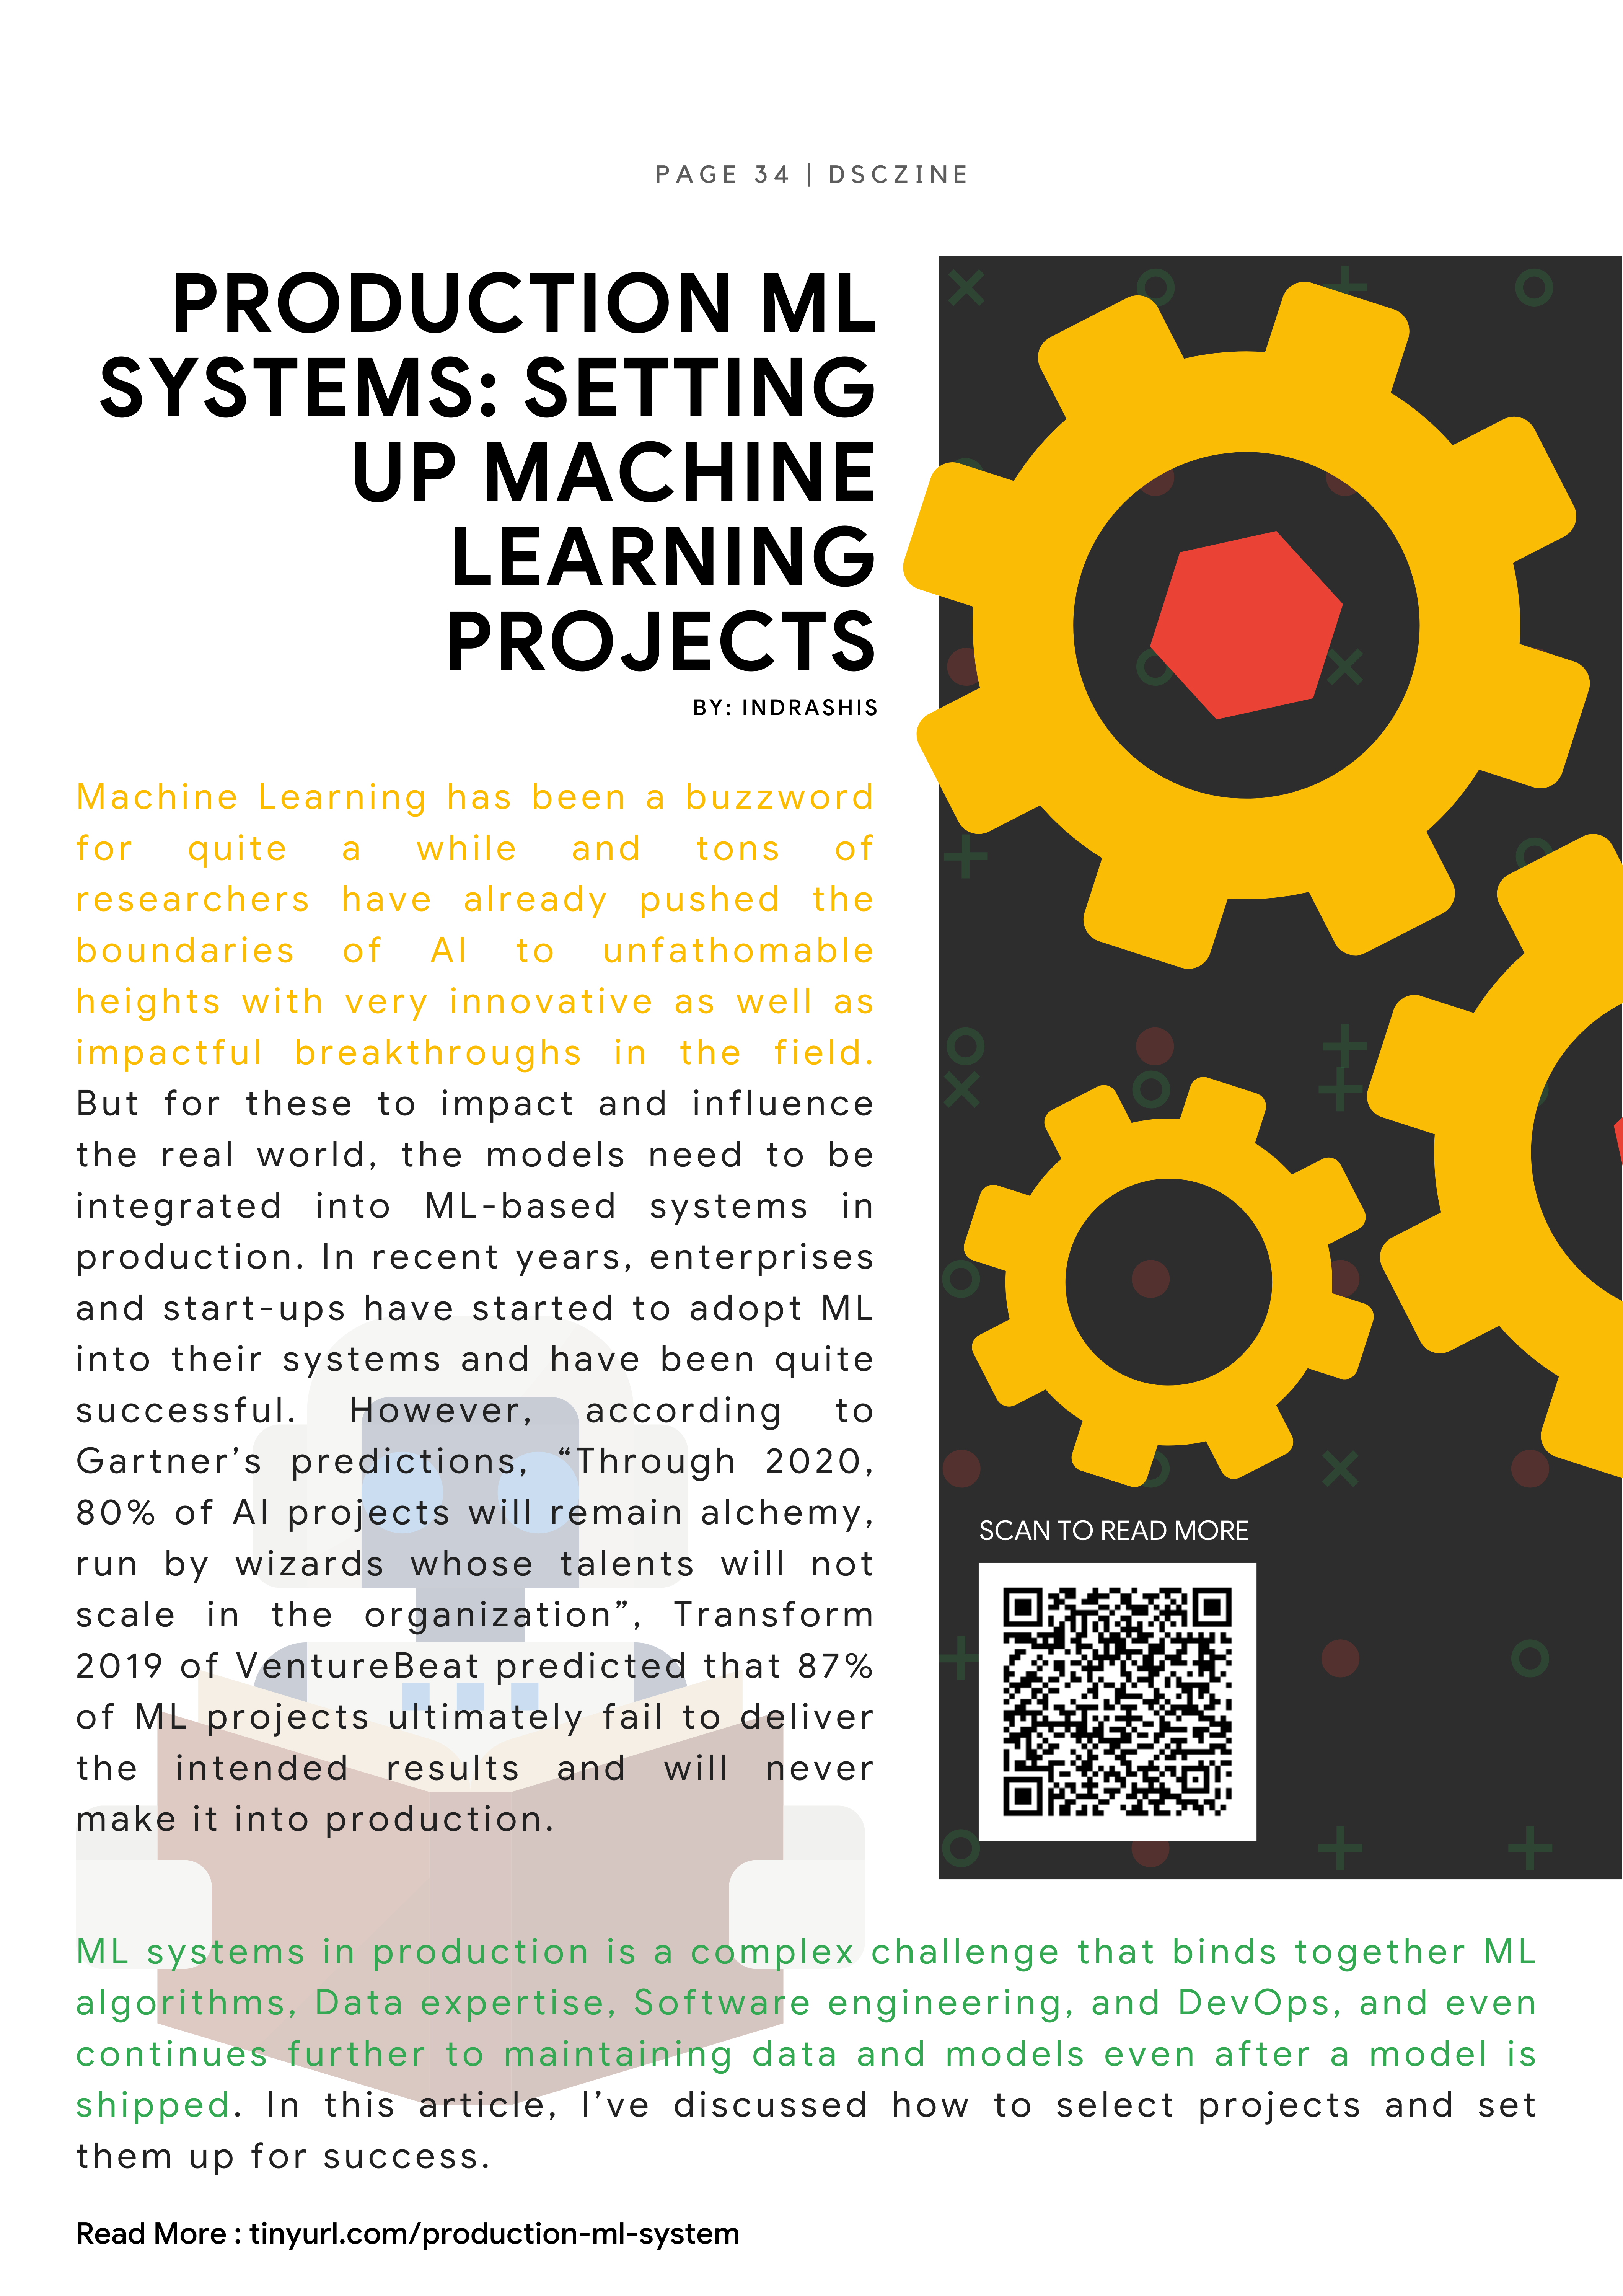 PAGE 34 | DSCZINE
PRODUCTION ML
SYSTEMS: SETTING
UP MACHINE
LEARNING
PROJECTS
BY: INDRASHIS
Machine Learning has been a buzzword
for quite a while and tons of
researchers have already pushed the
boundaries of AI to unfathomable
heights with very innovative as well as
impactful breakthroughs in the field.
But for these to impact and influence
the real world, the models need to be
integrated into ML-based systems in
production. In recent years, enterprises
and start-ups have started to adopt ML
into their systems and have been quite
successful. However, according to
Gartner’s predictions, “Through 2020,
80% of AI projects will remain alchemy,
run by wizards whose talents will not
scale in the organization”, Transform
2019 of VentureBeat predicted that 87%
of ML projects ultimately fail to deliver
the intended results and will never
make it into production.
SCAN TO READ MORE
ML systems in production is a complex challenge that binds together ML
algorithms, Data expertise, Software engineering, and DevOps, and even
continues further to maintaining data and models even after a model is
shipped. In this article, I’ve discussed how to select projects and set
them up for success.
Read More : tinyurl.com/production-ml-system